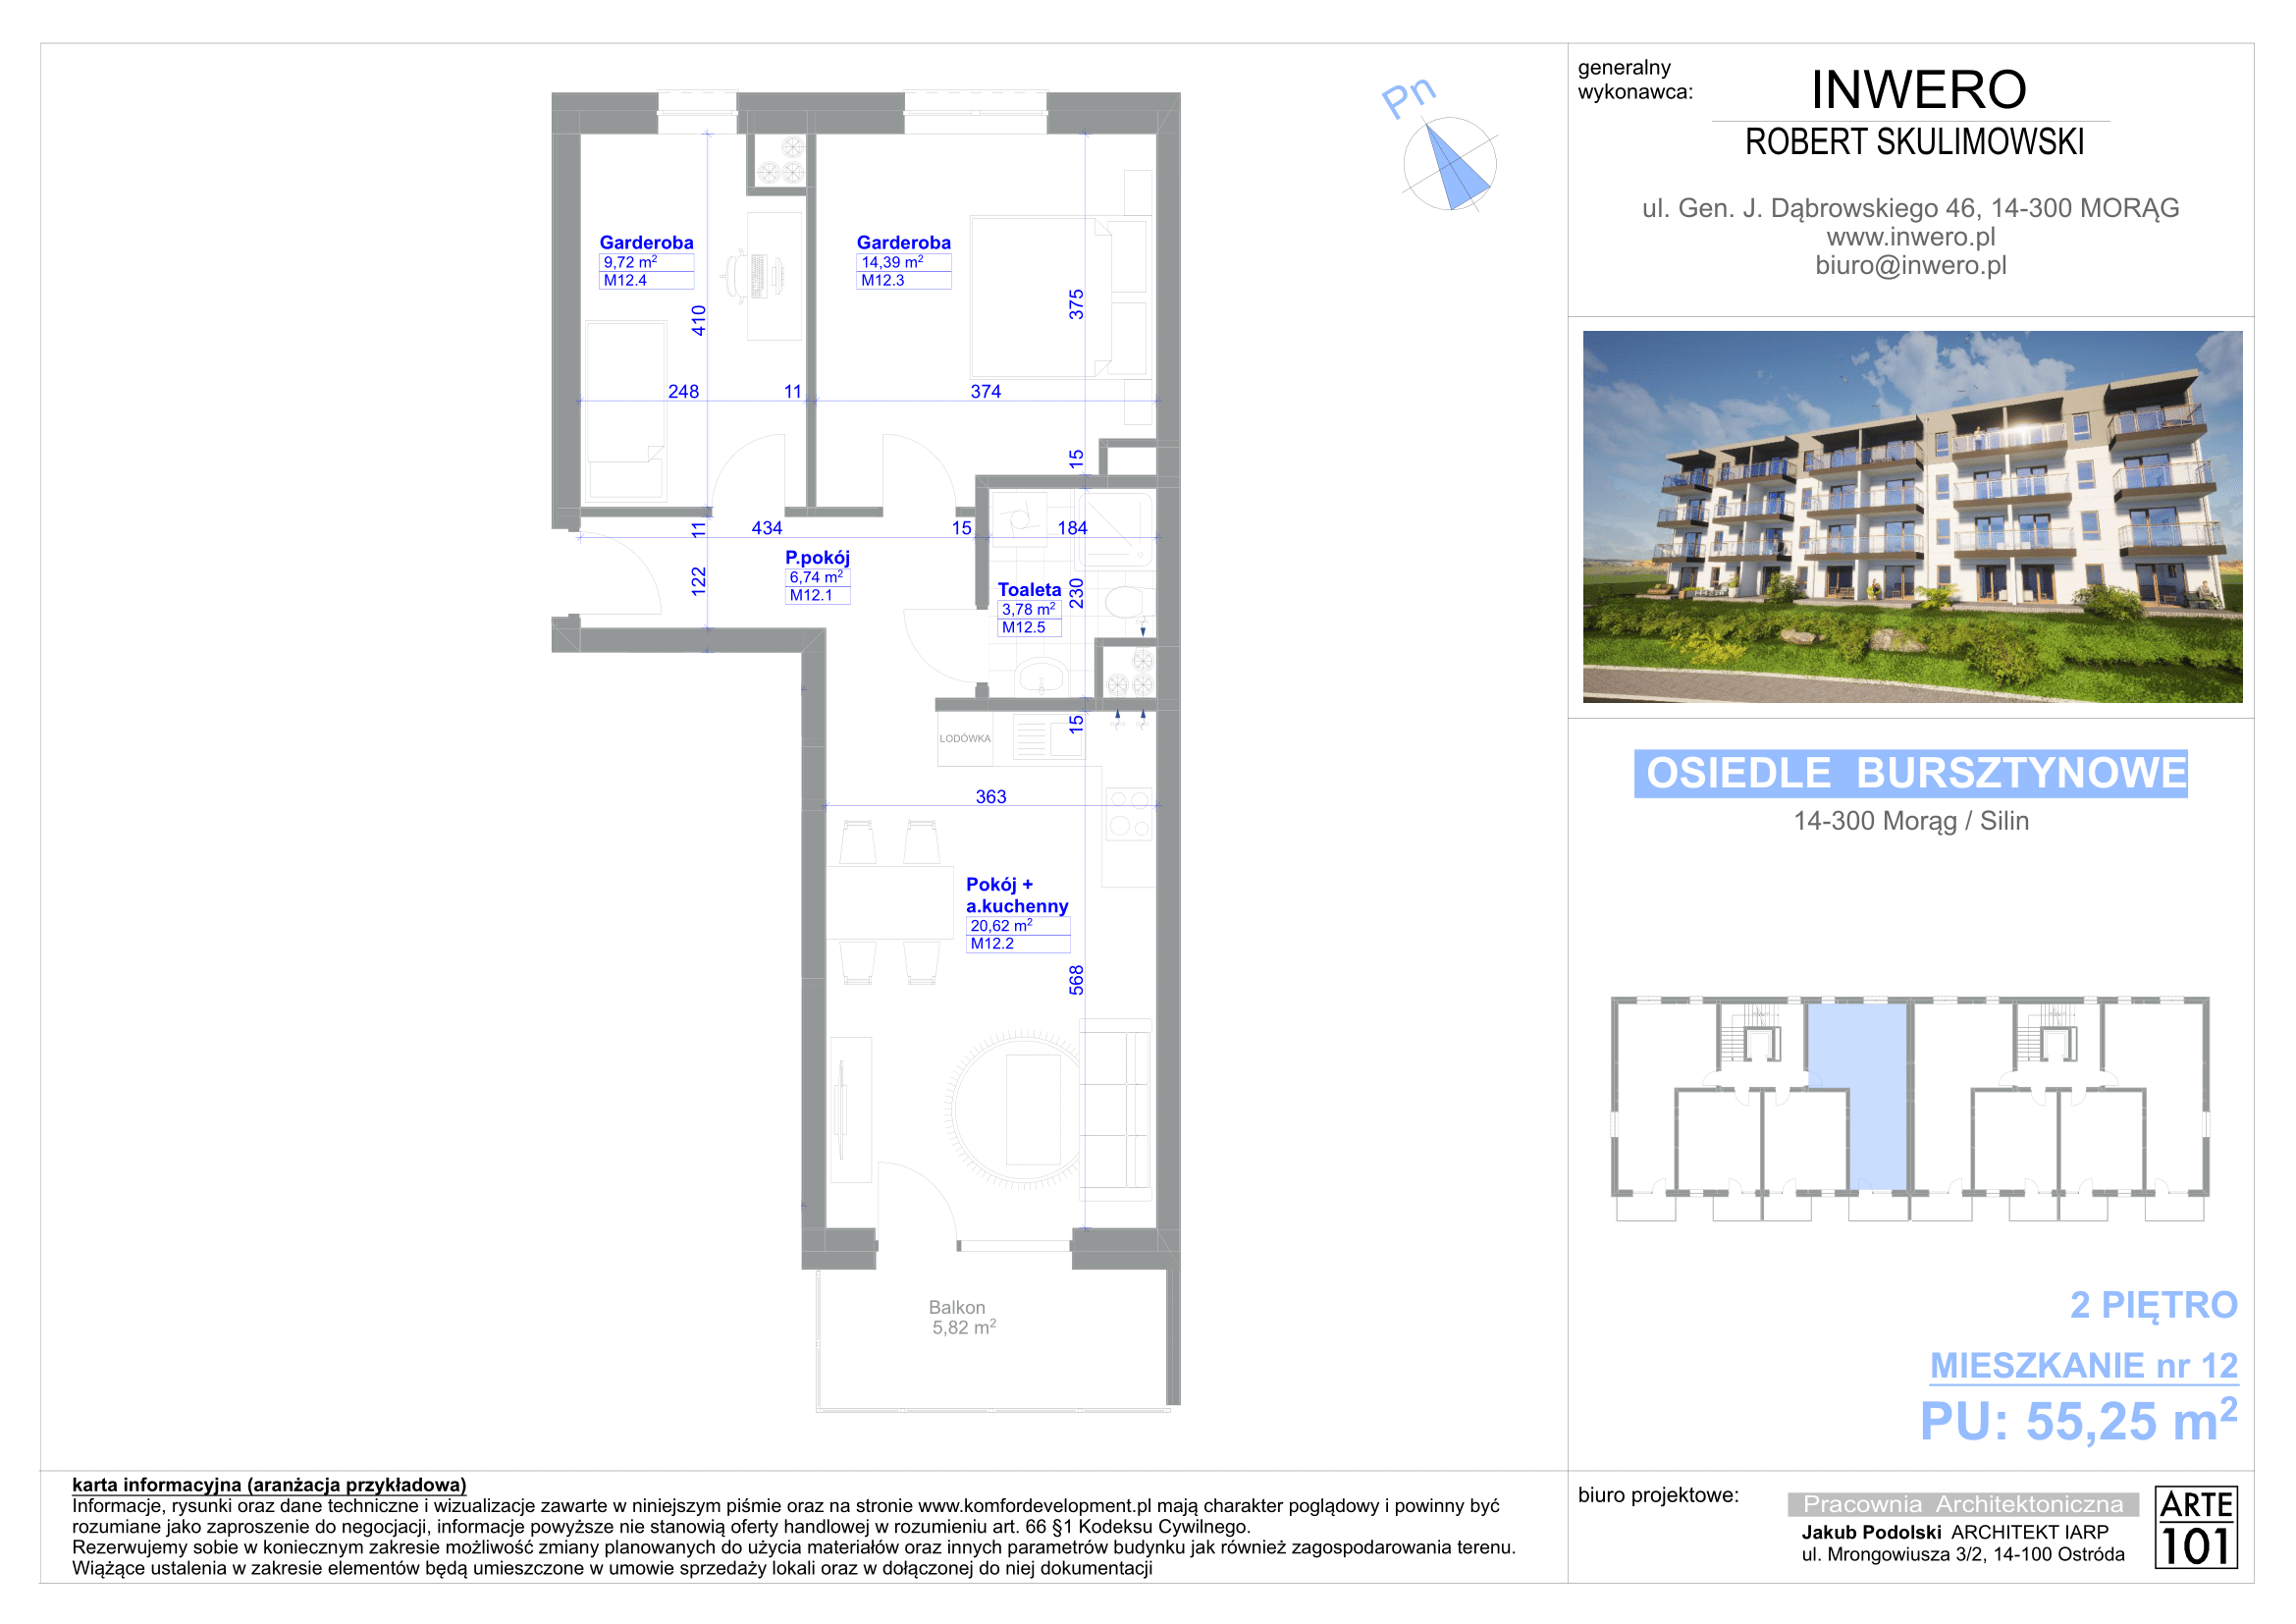 generalny
wykonawca:
INWERO
ROBERT SKULIMOWSKI
ul. Gen. J. Dąbrowskiego 46, 14-300 MORĄG
www.inwero.pl
biuro@inwero.pl
Pn
Garderoba
9,72 m²
M12.4
Garderoba
14,39 m²
M12.3
410
375
248
11
374
15
11
434
15
184
P.pokój
6,74 m²
M12.1
122
Toaleta
3,78 m²
M12.5
230
15
LODÓWKA
363
Pokój +
a.kuchenny
20,62 m²
M12.2
568
Balkon
5,82 m²
OSIEDLE BURSZTYNOWE
14-300 Morąg / Silin
2 PIĘTRO
MIESZKANIE nr 12
PU: 55,25 m²
karta informacyjna (aranżacja przykładowa)
Informacje, rysunki oraz dane techniczne i wizualizacje zawarte w niniejszym piśmie oraz na stronie www.komfordevelopment.pl mają charakter poglądowy i powinny być
rozumiane jako zaproszenie do negocjacji, informacje powyższe nie stanowią oferty handlowej w rozumieniu art. 66 §1 Kodeksu Cywilnego.
Rezerwujemy sobie w koniecznym zakresie możliwość zmiany planowanych do użycia materiałów oraz innych parametrów budynku jak również zagospodarowania terenu.
Wiążące ustalenia w zakresie elementów będą umieszczone w umowie sprzedaży lokali oraz w dołączonej do niej dokumentacji
biuro projektowe:
Pracownia Architektoniczna
Jakub Podolski ARCHITEKT IARP
ul. Mrongowiusza 3/2, 14-100 Ostróda
ARTE
101